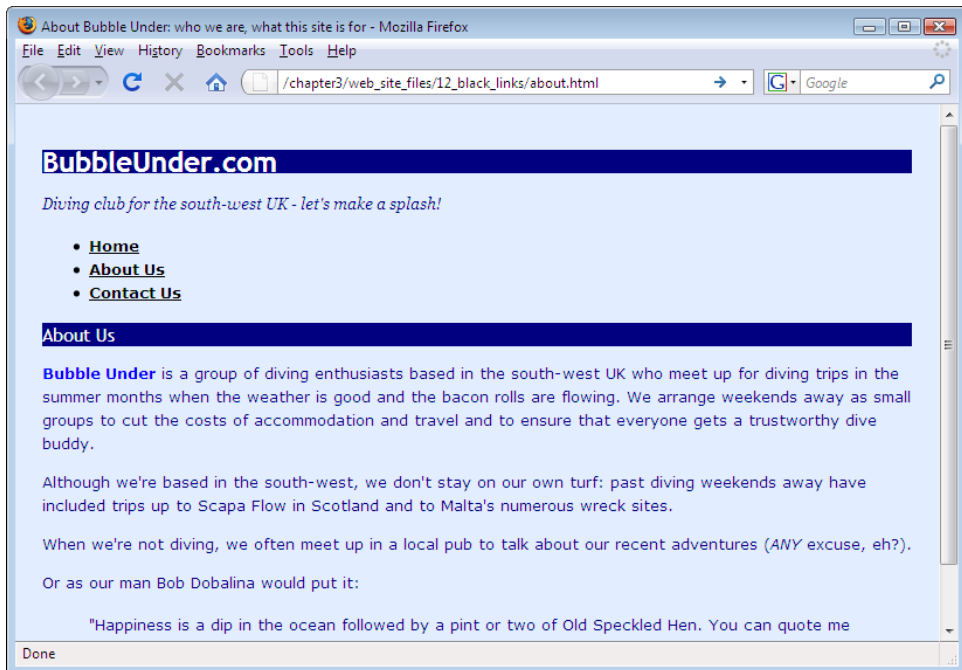 About Bubble Under: who we are, what this site is for - Mozilla Firefox
File Edit View History Bookmarks Tools Help
/chapter3/web_site_files/12_black_links/about.html
G Google
BubbleUnder.com
Diving club for the south-west UK - let's make a splash!
• Home
• About Us
• Contact Us
About Us
Bubble Under is a group of diving enthusiasts based in the south-west UK who meet up for diving trips in the
summer months when the weather is good and the bacon rolls are flowing. We arrange weekends away as small
groups to cut the costs of accommodation and travel and to ensure that everyone gets a trustworthy dive
buddy.
Although we're based in the south-west, we don't stay on our own turf: past diving weekends away have
included trips up to Scapa Flow in Scotland and to Malta's numerous wreck sites.
When we're not diving, we often meet up in a local pub to talk about our recent adventures (ANY excuse, eh?).
Or as our man Bob Dobalina would put it:
"Happiness is a dip in the ocean followed by a pint or two of Old Speckled Hen. You can quote me
Done